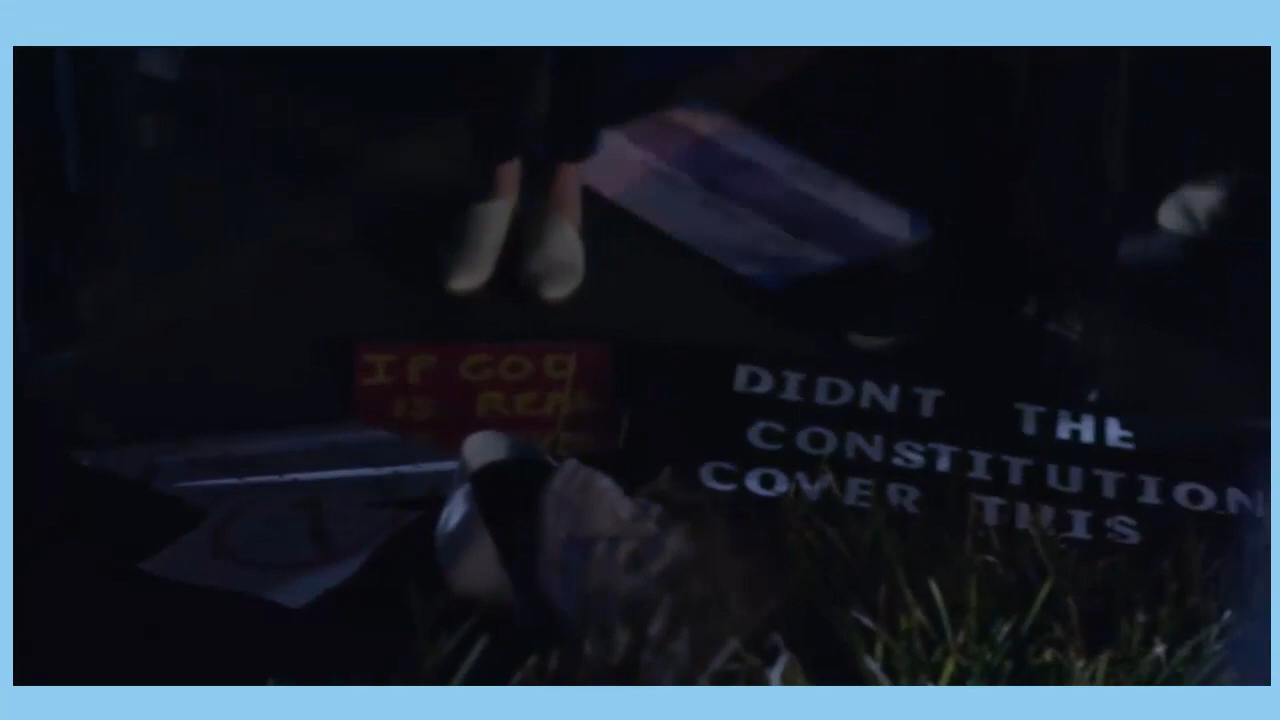 IF GOD
IS REAL
DIDNT THE
CONSTITUTION
COVER THIS